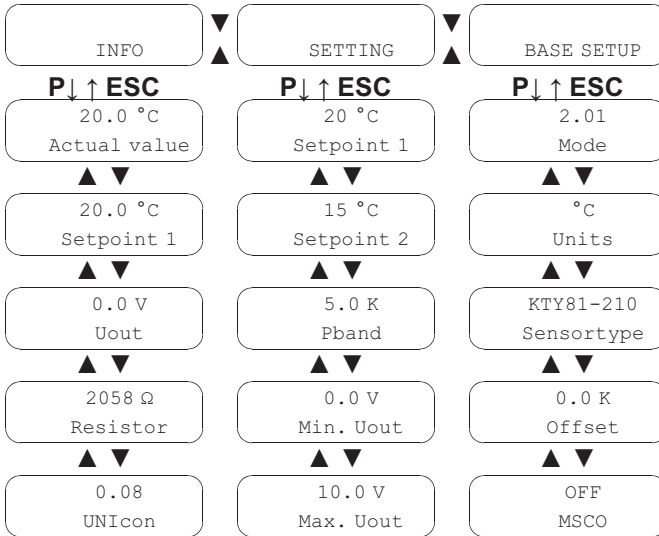 INFO
SETTING
BASE SETUP
P↓ ↑ ESC
P↓ ↑ ESC
P↓ ↑ ESC
20.0 °C
Actual value
20 °C
Setpoint 1
2.01
Mode
20.0 °C
Setpoint 1
15 °C
Setpoint 2
°C
Units
0.0 V
Uout
5.0 K
Pband
KTY81-210
Sensortype
2058 Ω
Resistor
0.0 V
Min. Uout
0.0 K
Offset
0.08
UNIcon
10.0 V
Max. Uout
OFF
MSCO